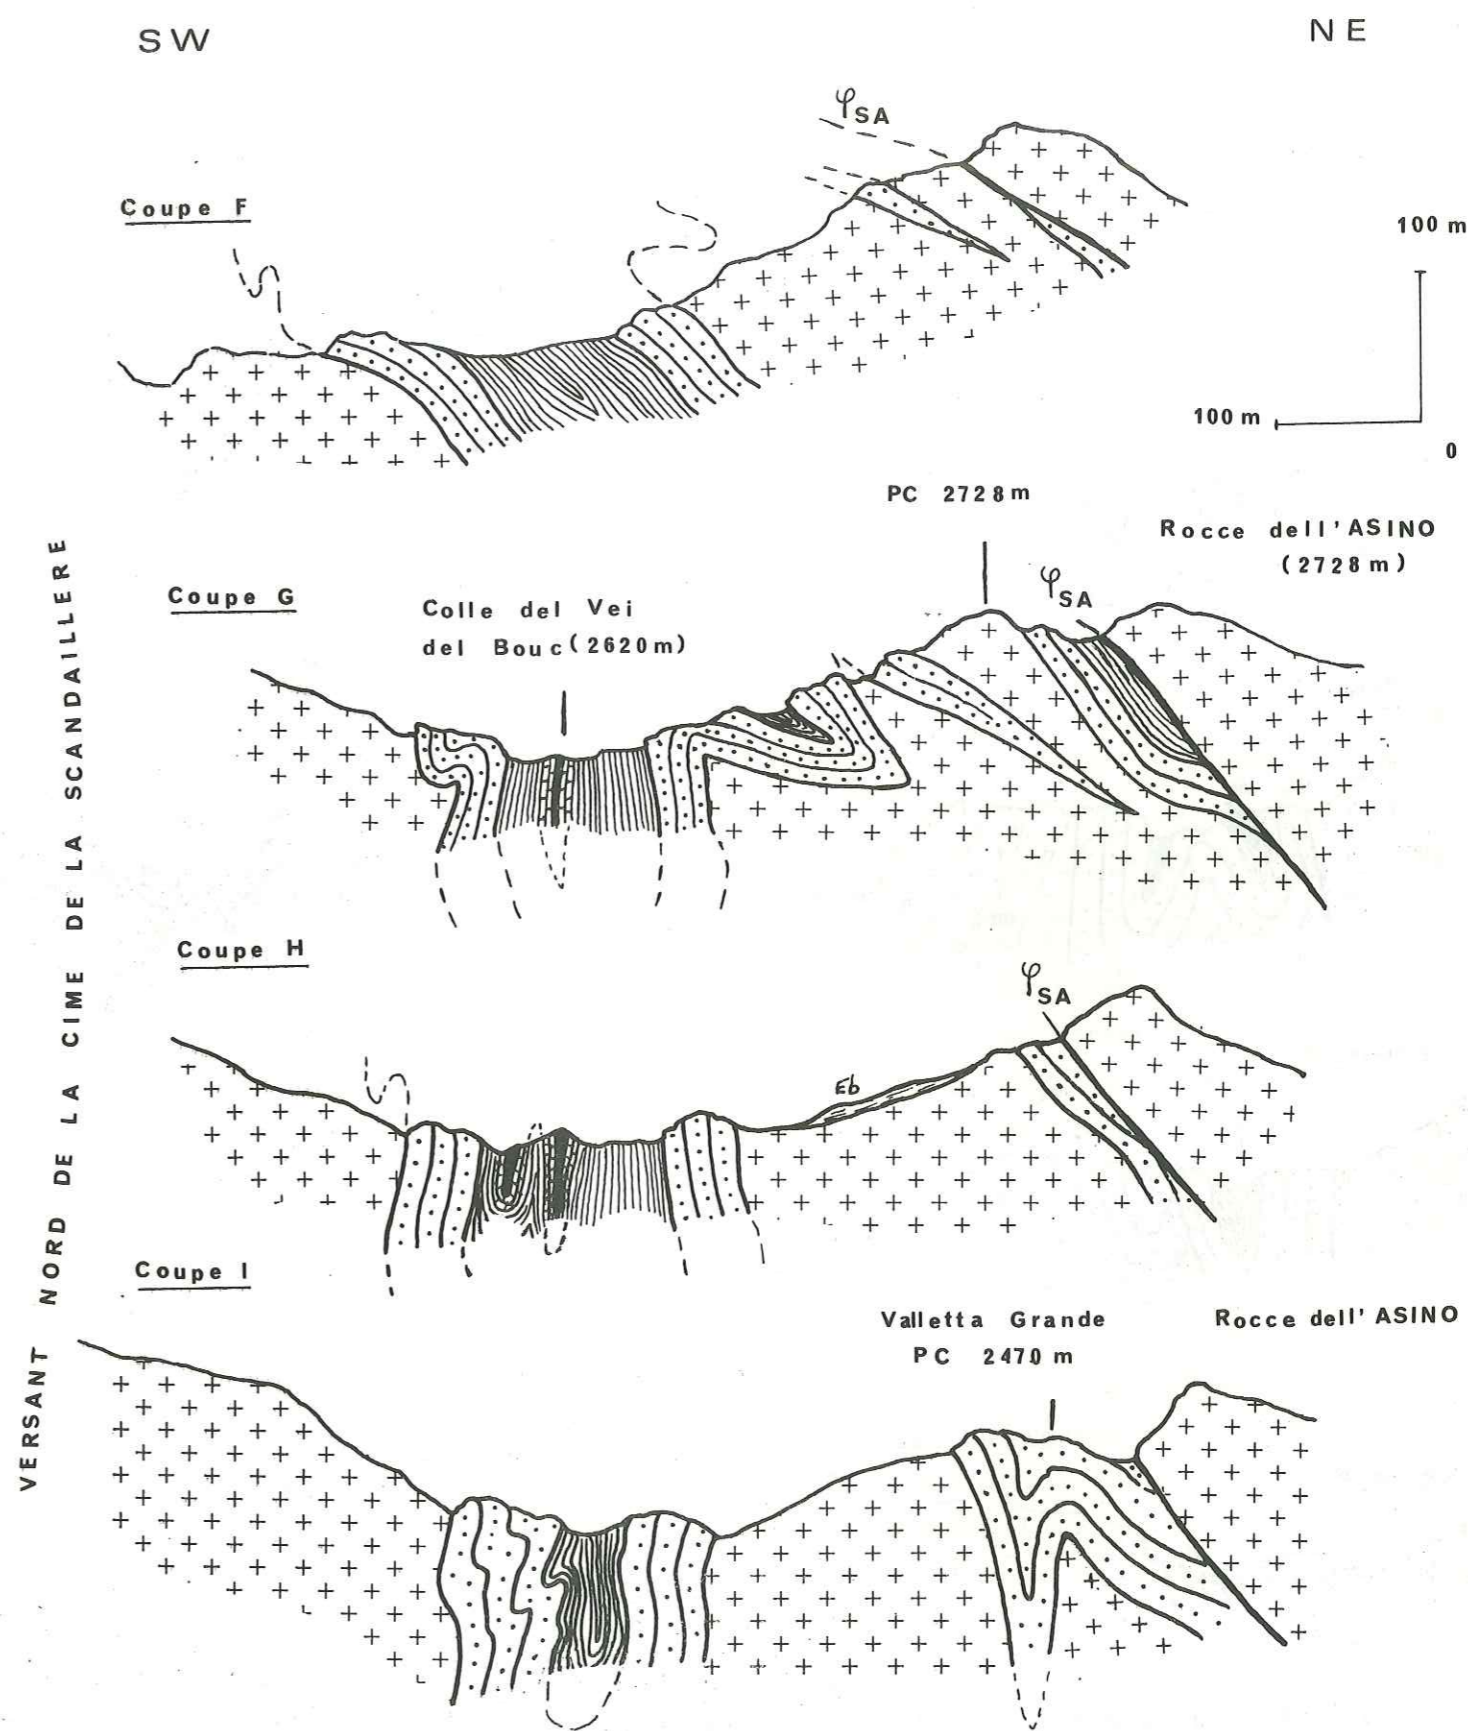 SW
NE
φSA
Coupe F
100 m
100 m
0
PC 2728 m
Rocce dell'ASINO
(2728 m)
φSA
Coupe G
Colle del Vei
del Bouc (2620 m)
VERSANT NORD DE LA CIME DE LA SCANDAILLERE
Coupe H
φSA
Eb
Coupe I
Valletta Grande
PC 2470 m
Rocce dell'ASINO